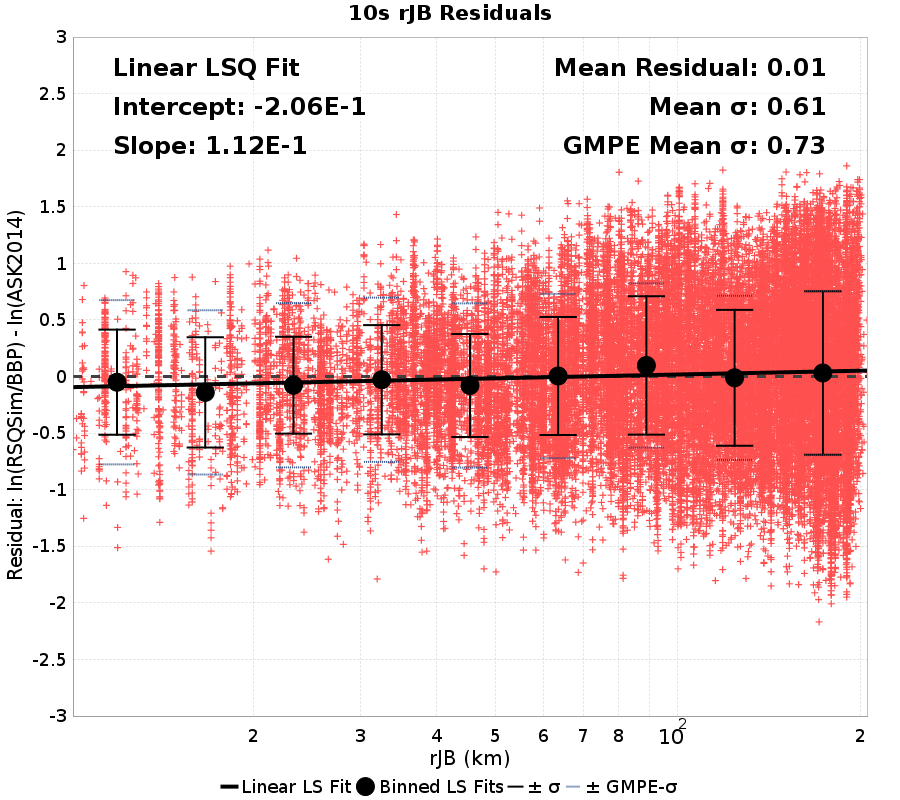 10s rJB Residuals
Linear LSQ Fit
Intercept: -2.06E-1
Slope: 1.12E-1
Mean Residual: 0.01
Mean σ: 0.61
GMPE Mean σ: 0.73
Residual: ln(RSQSim/BBP) - ln(ASK2014)
3
2.5
2
1.5
1
0.5
0
-0.5
-1
-1.5
-2
-2.5
-3
2 3 4 5 6 7 8 10² 2
rJB (km)
Linear LS Fit Binned LS Fits ± σ ± GMPE-σ